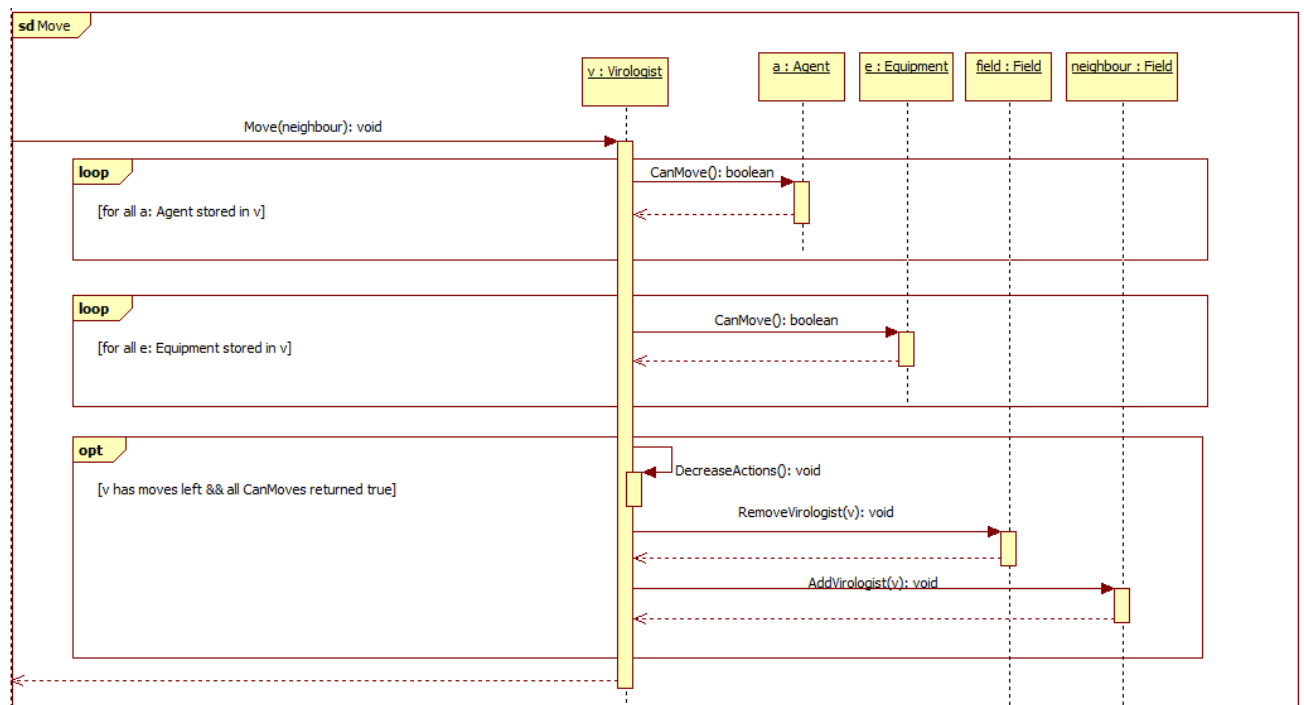 sd Move
v : Virologist
a : Agent
e : Equipment
field : Field
neighbour : Field
Move(neighbour): void
loop
CanMove(): boolean
[for all a: Agent stored in v]
loop
CanMove(): boolean
[for all e: Equipment stored in v]
opt
DecreaseActions(): void
[v has moves left && all CanMoves returned true]
RemoveVirologist(v): void
AddVirologist(v): void